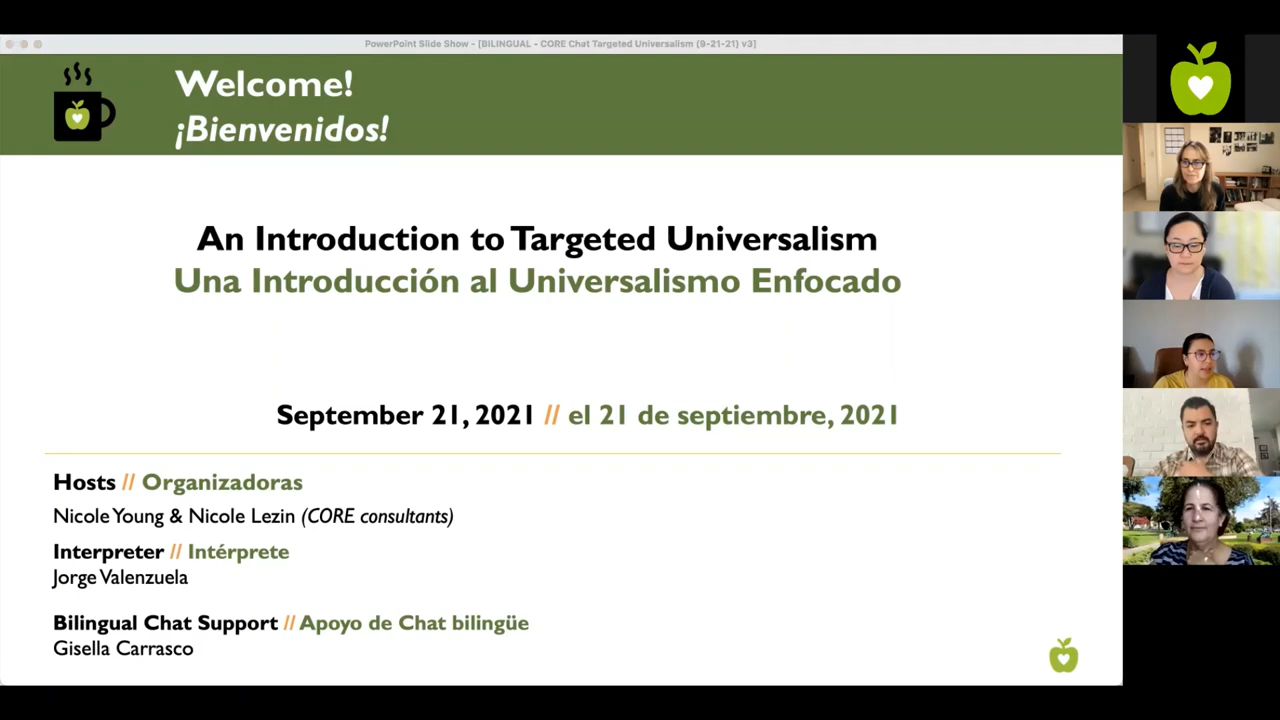 PowerPoint Slide Show - [BILINGUAL - CORE Chat Targeted Universalism (9-21-21) v3]
Welcome!
¡Bienvenidos!
An Introduction to Targeted Universalism
Una Introducción al Universalismo Enfocado
September 21, 2021 // el 21 de septiembre, 2021
Hosts // Organizadoras
Nicole Young & Nicole Lezin (CORE consultants)
Interpreter // Intérprete
Jorge Valenzuela
Bilingual Chat Support // Apoyo de Chat bilingüe
Gisella Carrasco